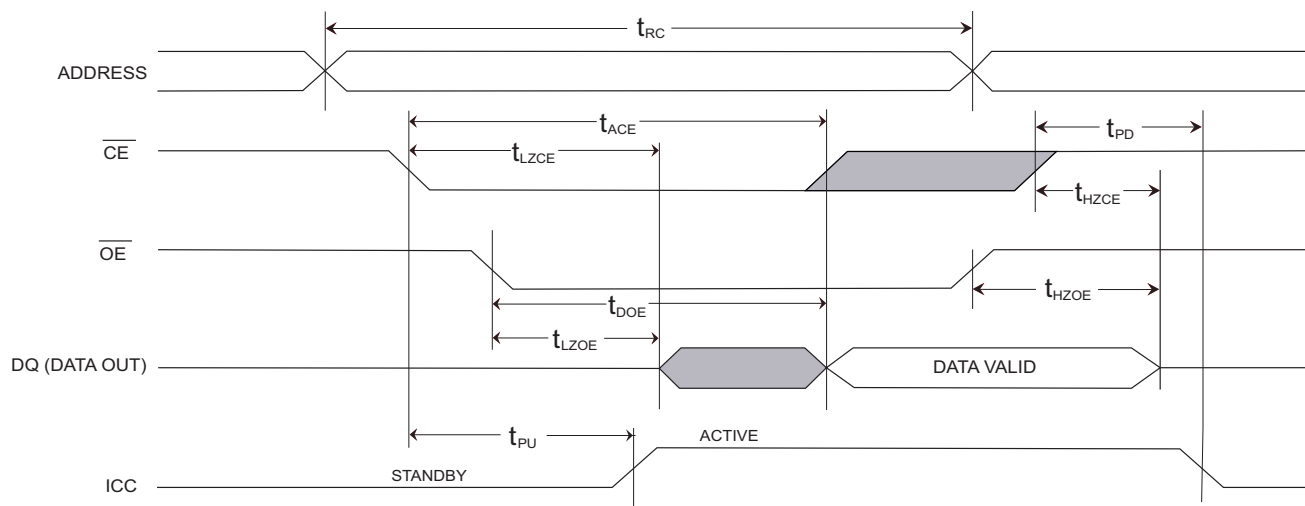 tRC
ADDRESS
tACE
tPD
CE
tLZCE
tHZCE
OE
tHZOE
tDOE
tLZOE
DQ (DATA OUT)
DATA VALID
tPU
ACTIVE
STANDBY
ICC